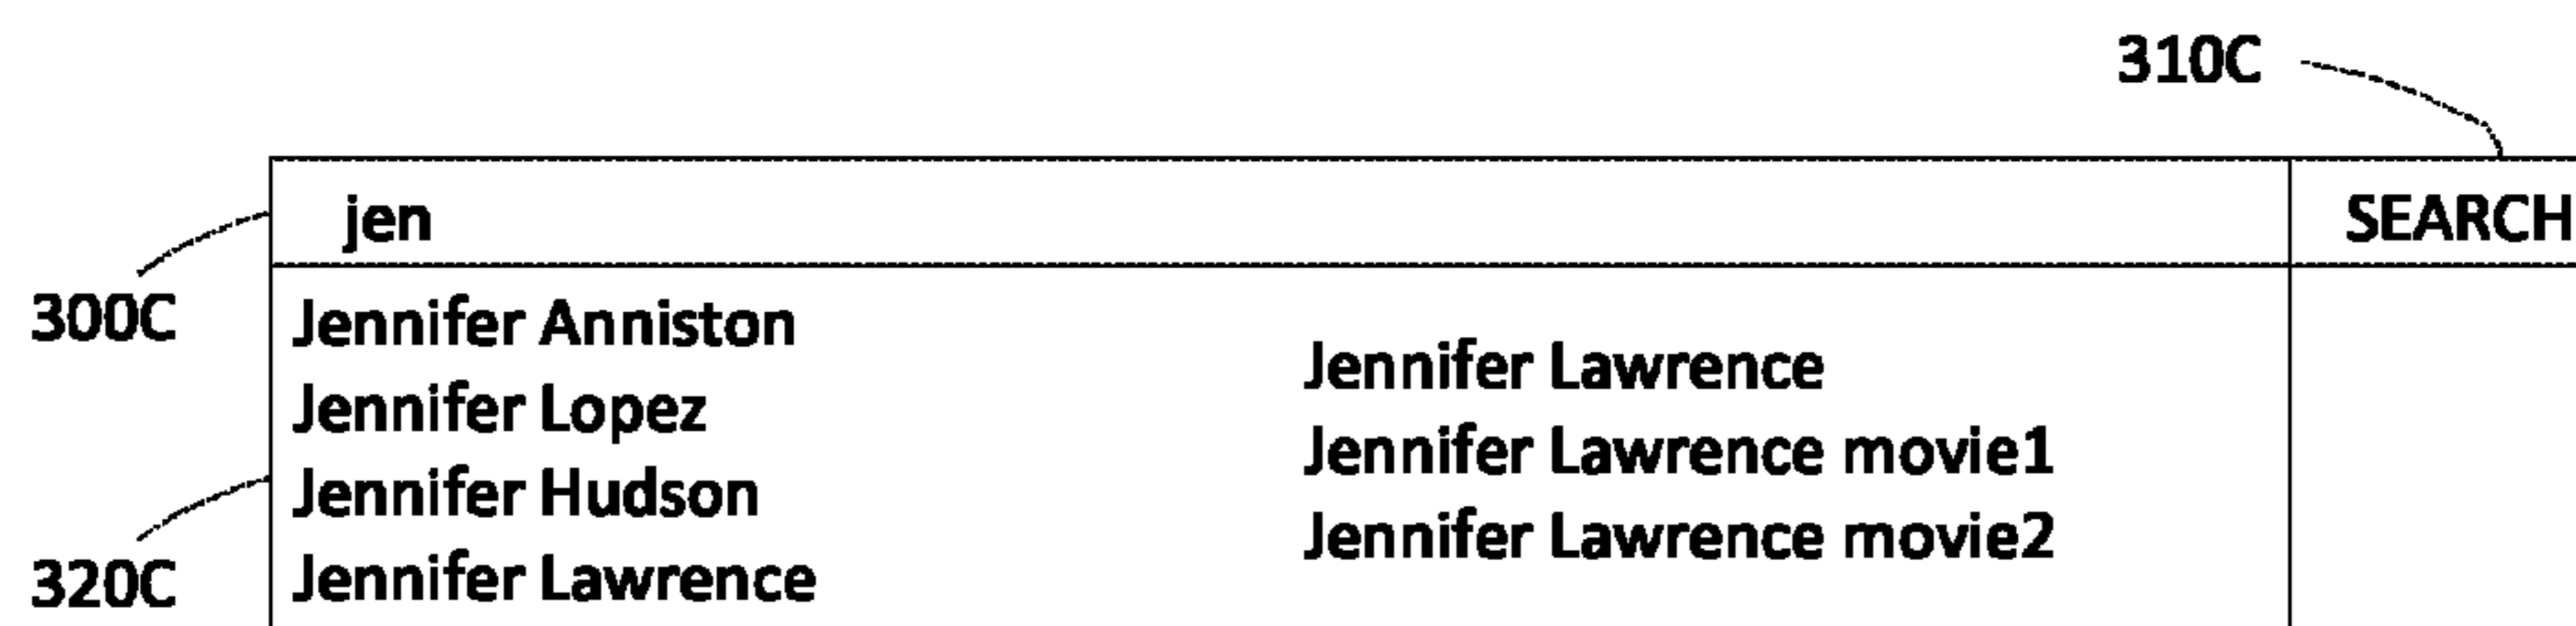 310C
jen
SEARCH
300C
Jennifer Anniston
Jennifer Lopez
Jennifer Hudson
Jennifer Lawrence
320C
Jennifer Lawrence
Jennifer Lawrence movie1
Jennifer Lawrence movie2